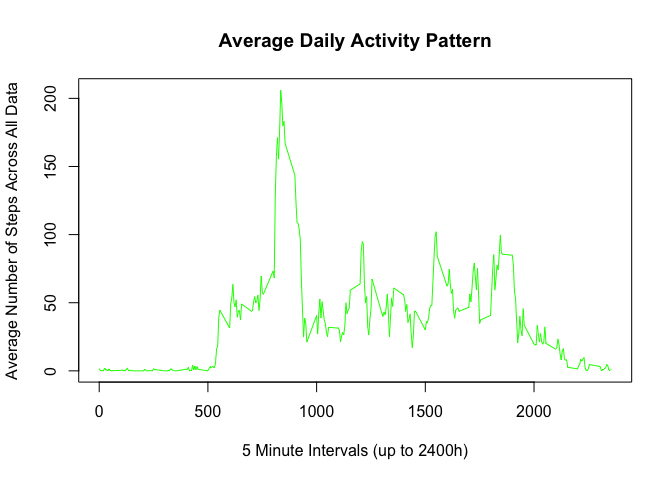 Average Daily Activity Pattern
Average Number of Steps Across All Data
200
150
100
50
0
0 500 1000 1500 2000
5 Minute Intervals (up to 2400h)